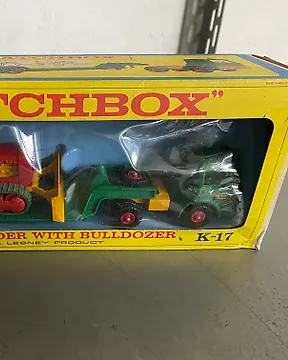 TCHBOX"
DER WITH BULLDOZER K-17
A LESNEY PRODUCT